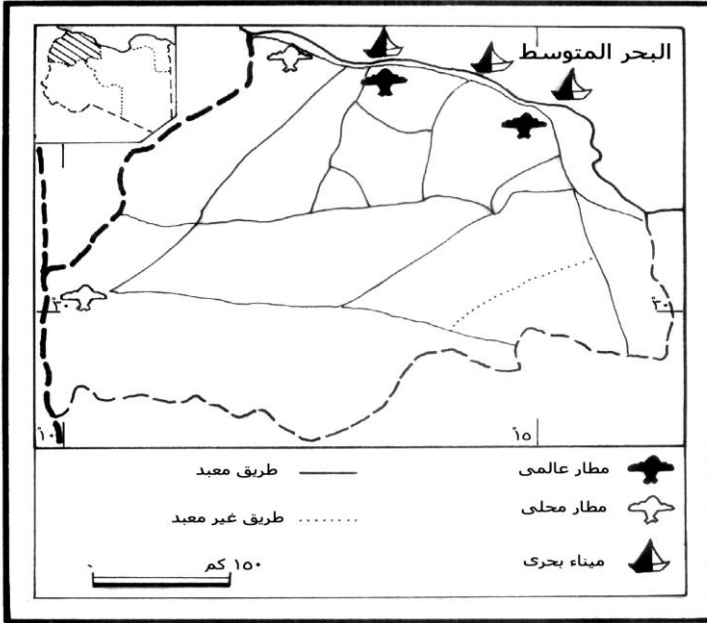 البحر المتوسط
°٣٠
°٣٠
°١٠
°١٥
مطار عالمى
طريق معبد
مطار محلى
طريق غير معبد
ميناء بحرى
٠ ١٥٠ كم